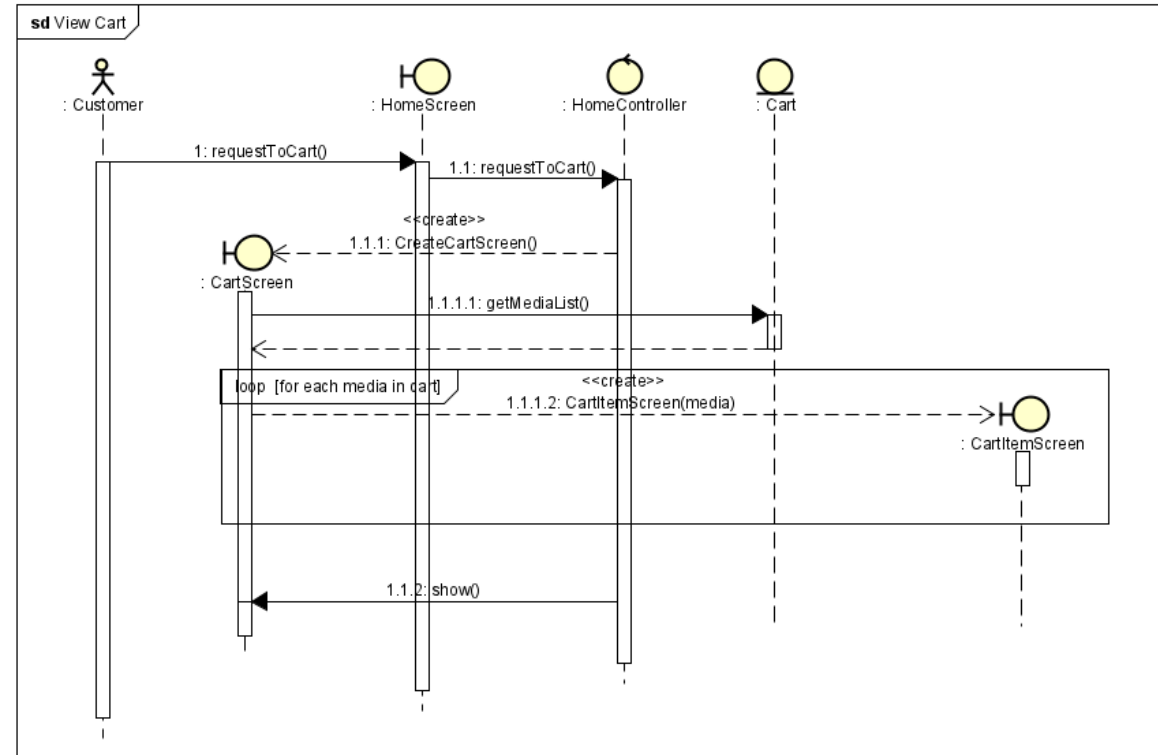 sd View Cart
: Customer
: HomeScreen
: HomeController
: Cart
1: requestToCart()
1.1: requestToCart()
<<create>>
1.1.1: CreateCartScreen()
: CartScreen
1.1.1.1: getMediaList()
loop [for each media in cart]
<<create>>
1.1.1.2: CartItemScreen(media)
: CartItemScreen
1.1.2: show()